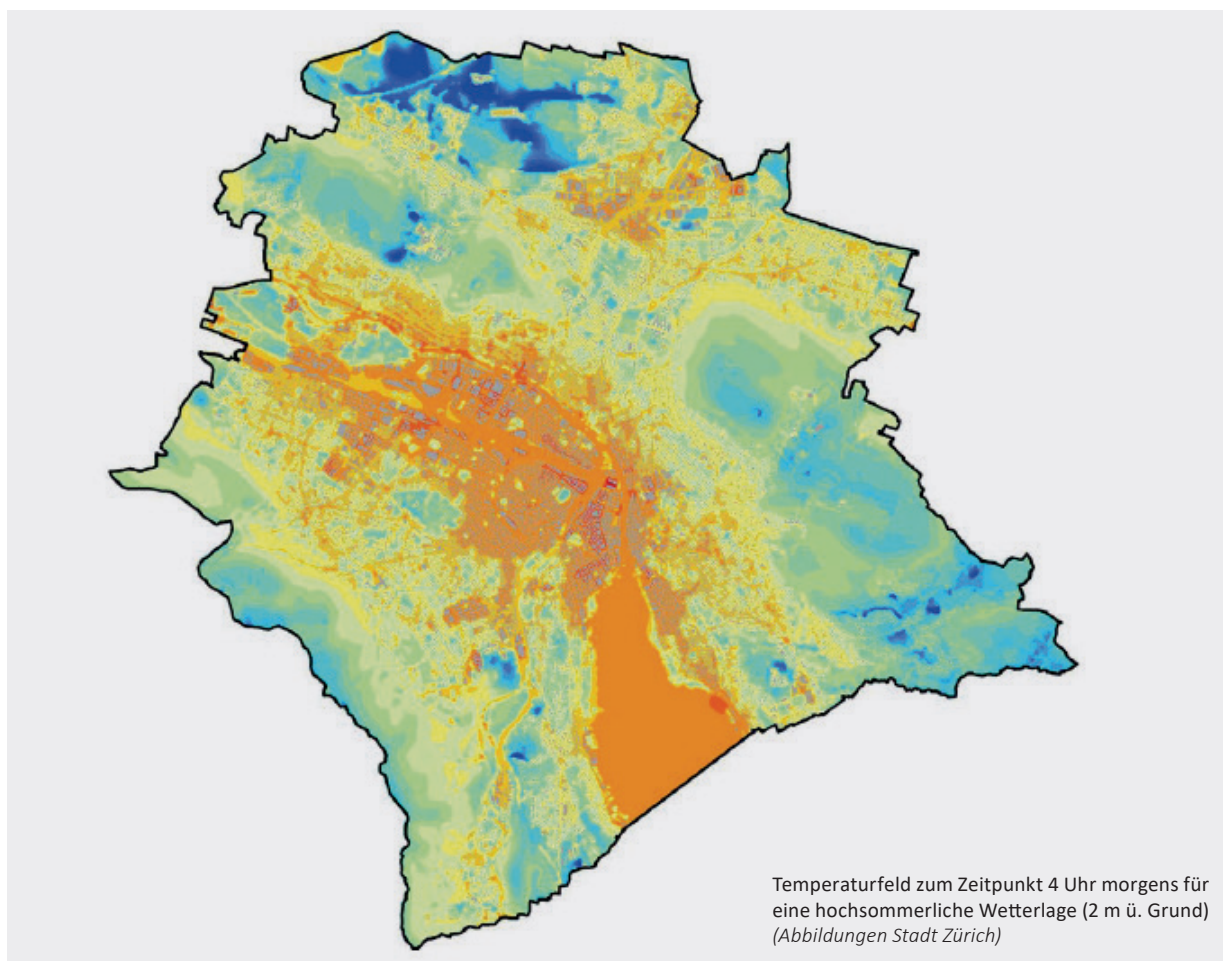 Temperaturfeld zum Zeitpunkt 4 Uhr morgens für
eine hochsommerliche Wetterlage (2 m ü. Grund)
(Abbildungen Stadt Zürich)